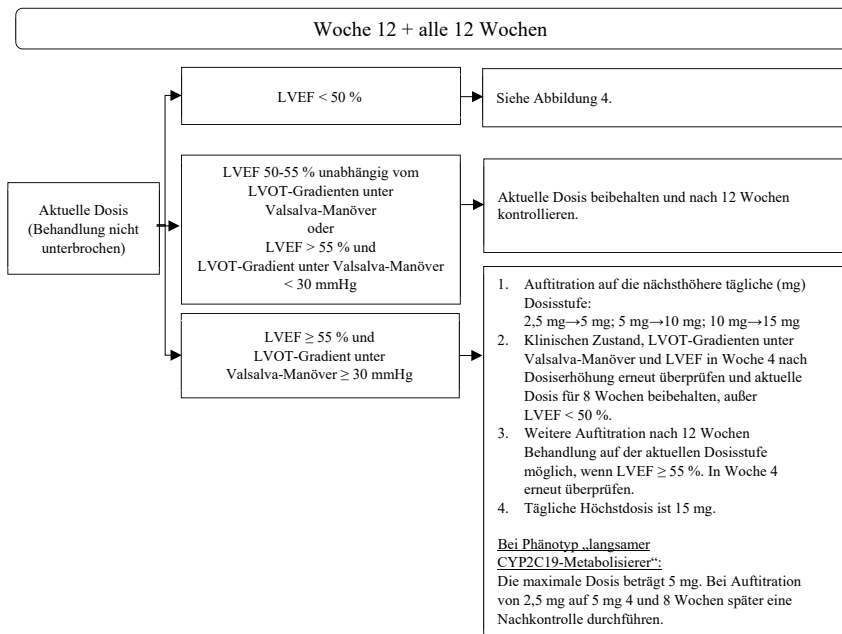 Woche 12 + alle 12 Wochen
Aktuelle Dosis
(Behandlung nicht
unterbrochen)
LVEF < 50 %
Siehe Abbildung 4.
LVEF 50-55 % unabhängig vom
LVOT-Gradienten unter
Valsalva-Manöver
oder
LVEF > 55 % und
LVOT-Gradient unter Valsalva-Manöver
< 30 mmHg
Aktuelle Dosis beibehalten und nach 12 Wochen
kontrollieren.
LVEF ≥ 55 % und
LVOT-Gradient unter
Valsalva-Manöver ≥ 30 mmHg
1. Auftitration auf die nächsthöhere tägliche (mg)
Dosisstufe:
2,5 mg→5 mg; 5 mg→10 mg; 10 mg→15 mg
2. Klinischen Zustand, LVOT-Gradienten unter
Valsalva-Manöver und LVEF in Woche 4 nach
Dosiserhöhung erneut überprüfen und aktuelle
Dosis für 8 Wochen beibehalten, außer
LVEF < 50 %.
3. Weitere Auftitration nach 12 Wochen
Behandlung auf der aktuellen Dosisstufe
möglich, wenn LVEF ≥ 55 %. In Woche 4
erneut überprüfen.
4. Tägliche Höchstdosis ist 15 mg.
Bei Phänotyp „langsamer
CYP2C19-Metabolisierer“:
Die maximale Dosis beträgt 5 mg. Bei Auftitration
von 2,5 mg auf 5 mg 4 und 8 Wochen später eine
Nachkontrolle durchführen.